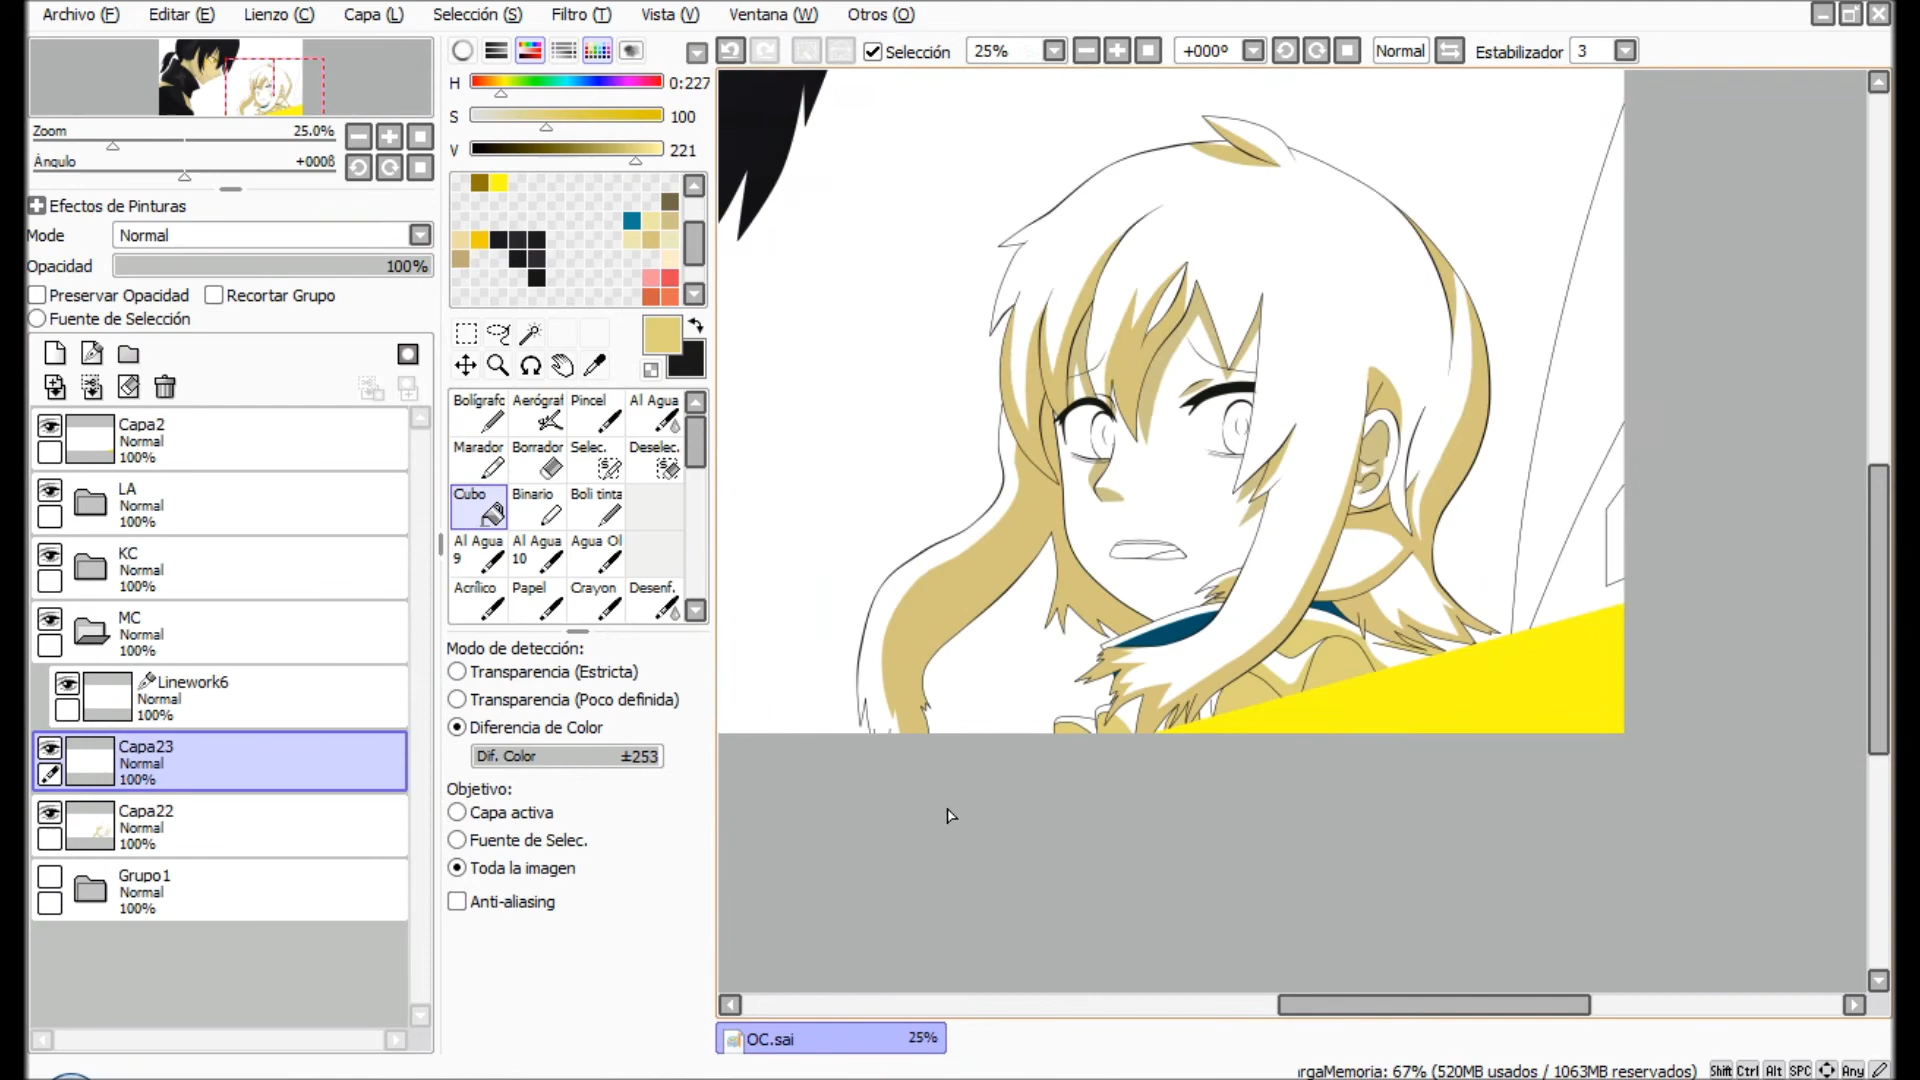 Archivo (F) Editar (E) Lienzo (C) Capa (L) Selección (S) Filtro (T) Vista (V) Ventana (W) Otros (O)
Selección 25% +000º Normal Estabilizador 3
Zoom 25.0%
Ángulo +000ß
Efectos de Pinturas
Mode Normal
Opacidad 100%
Preservar Opacidad Recortar Grupo
Fuente de Selección
Capa2
Normal
100%
LA
Normal
100%
KC
Normal
100%
MC
Normal
100%
Linework6
Normal
100%
Capa23
Normal
100%
Capa22
Normal
100%
Grupo1
Normal
100%
H 0:227
S 100
V 221
Bolígrafo Aerógraf Pincel Al Agua
Marador Borrador Selec. Deselec.
Cubo Binario Boli tinta
Al Agua 9 Al Agua 10 Agua Ol
Acrílico Papel Crayon Desenf.
Modo de detección:
Transparencia (Estricta)
Transparencia (Poco definida)
Diferencia de Color
Dif. Color ±253
Objetivo:
Capa activa
Fuente de Selec.
Toda la imagen
Anti-aliasing
OC.sai 25%
rgaMemoria: 67% (520MB usados / 1063MB reservados) Shift Ctrl Alt SPC Any